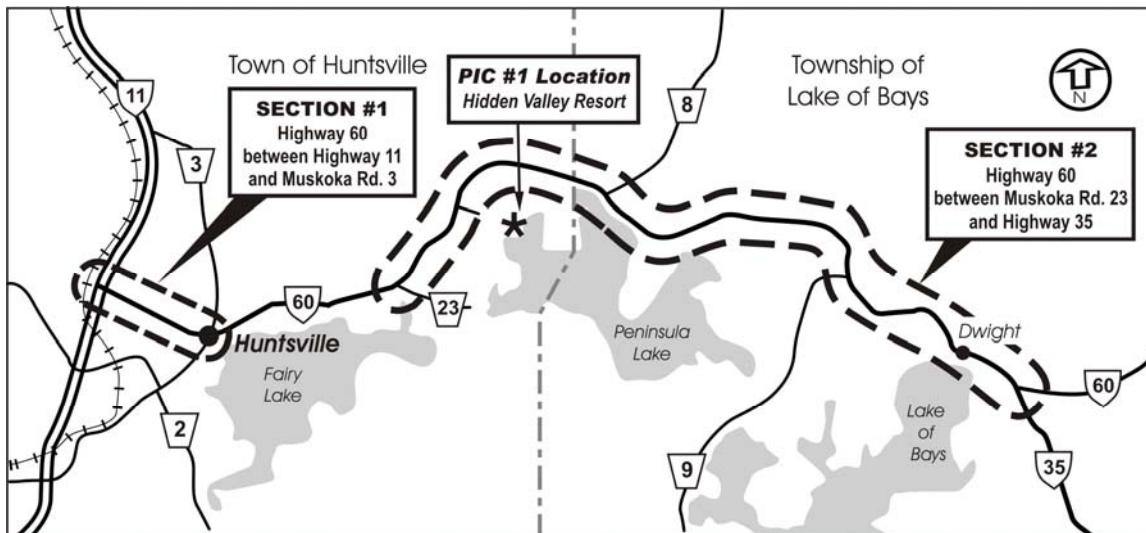 Town of Huntsville
PIC #1 Location
Hidden Valley Resort
Township of
Lake of Bays
N
11
8
SECTION #1
Highway 60
between Highway 11
and Muskoka Rd. 3
3
SECTION #2
Highway 60
between Muskoka Rd. 23
and Highway 35
60
23
Huntsville
Fairy
Lake
Peninsula
Lake
Dwight
60
2
Lake
of
Bays
9
35